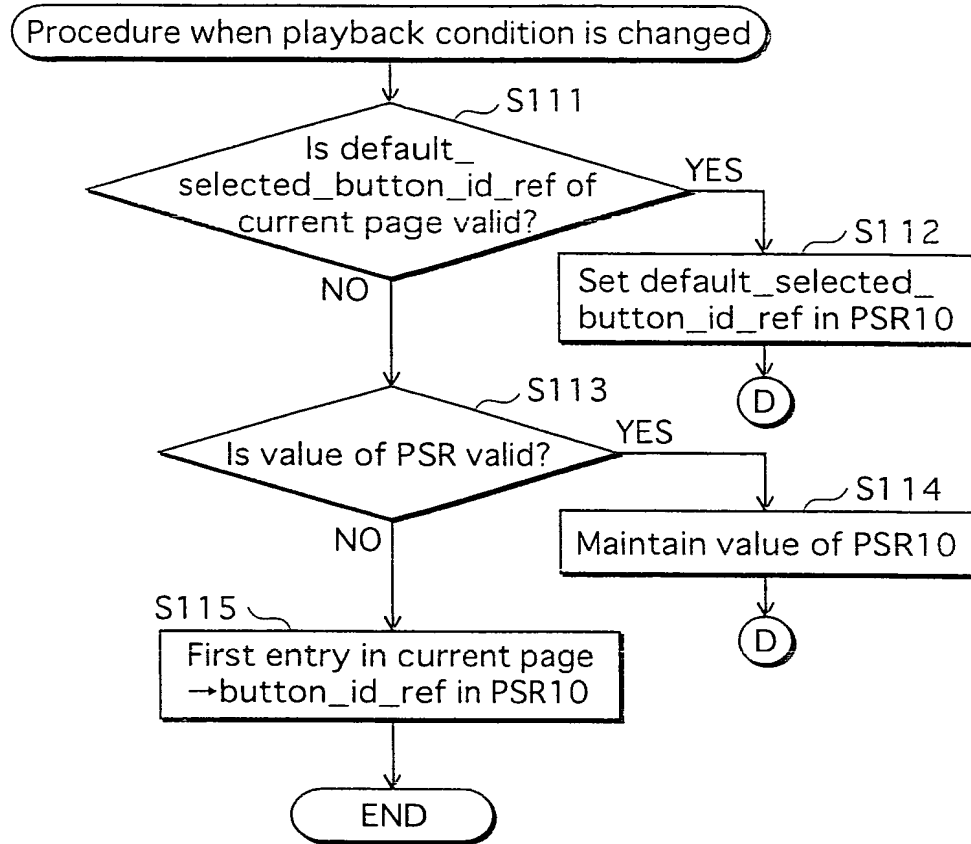 Procedure when playback condition is changed
S111
Is default_
selected_button_id_ref of
current page valid?
YES
NO
S112
Set default_selected_
button_id_ref in PSR10
D
S113
Is value of PSR valid?
YES
NO
S114
Maintain value of PSR10
D
S115
First entry in current page
→button_id_ref in PSR10
END